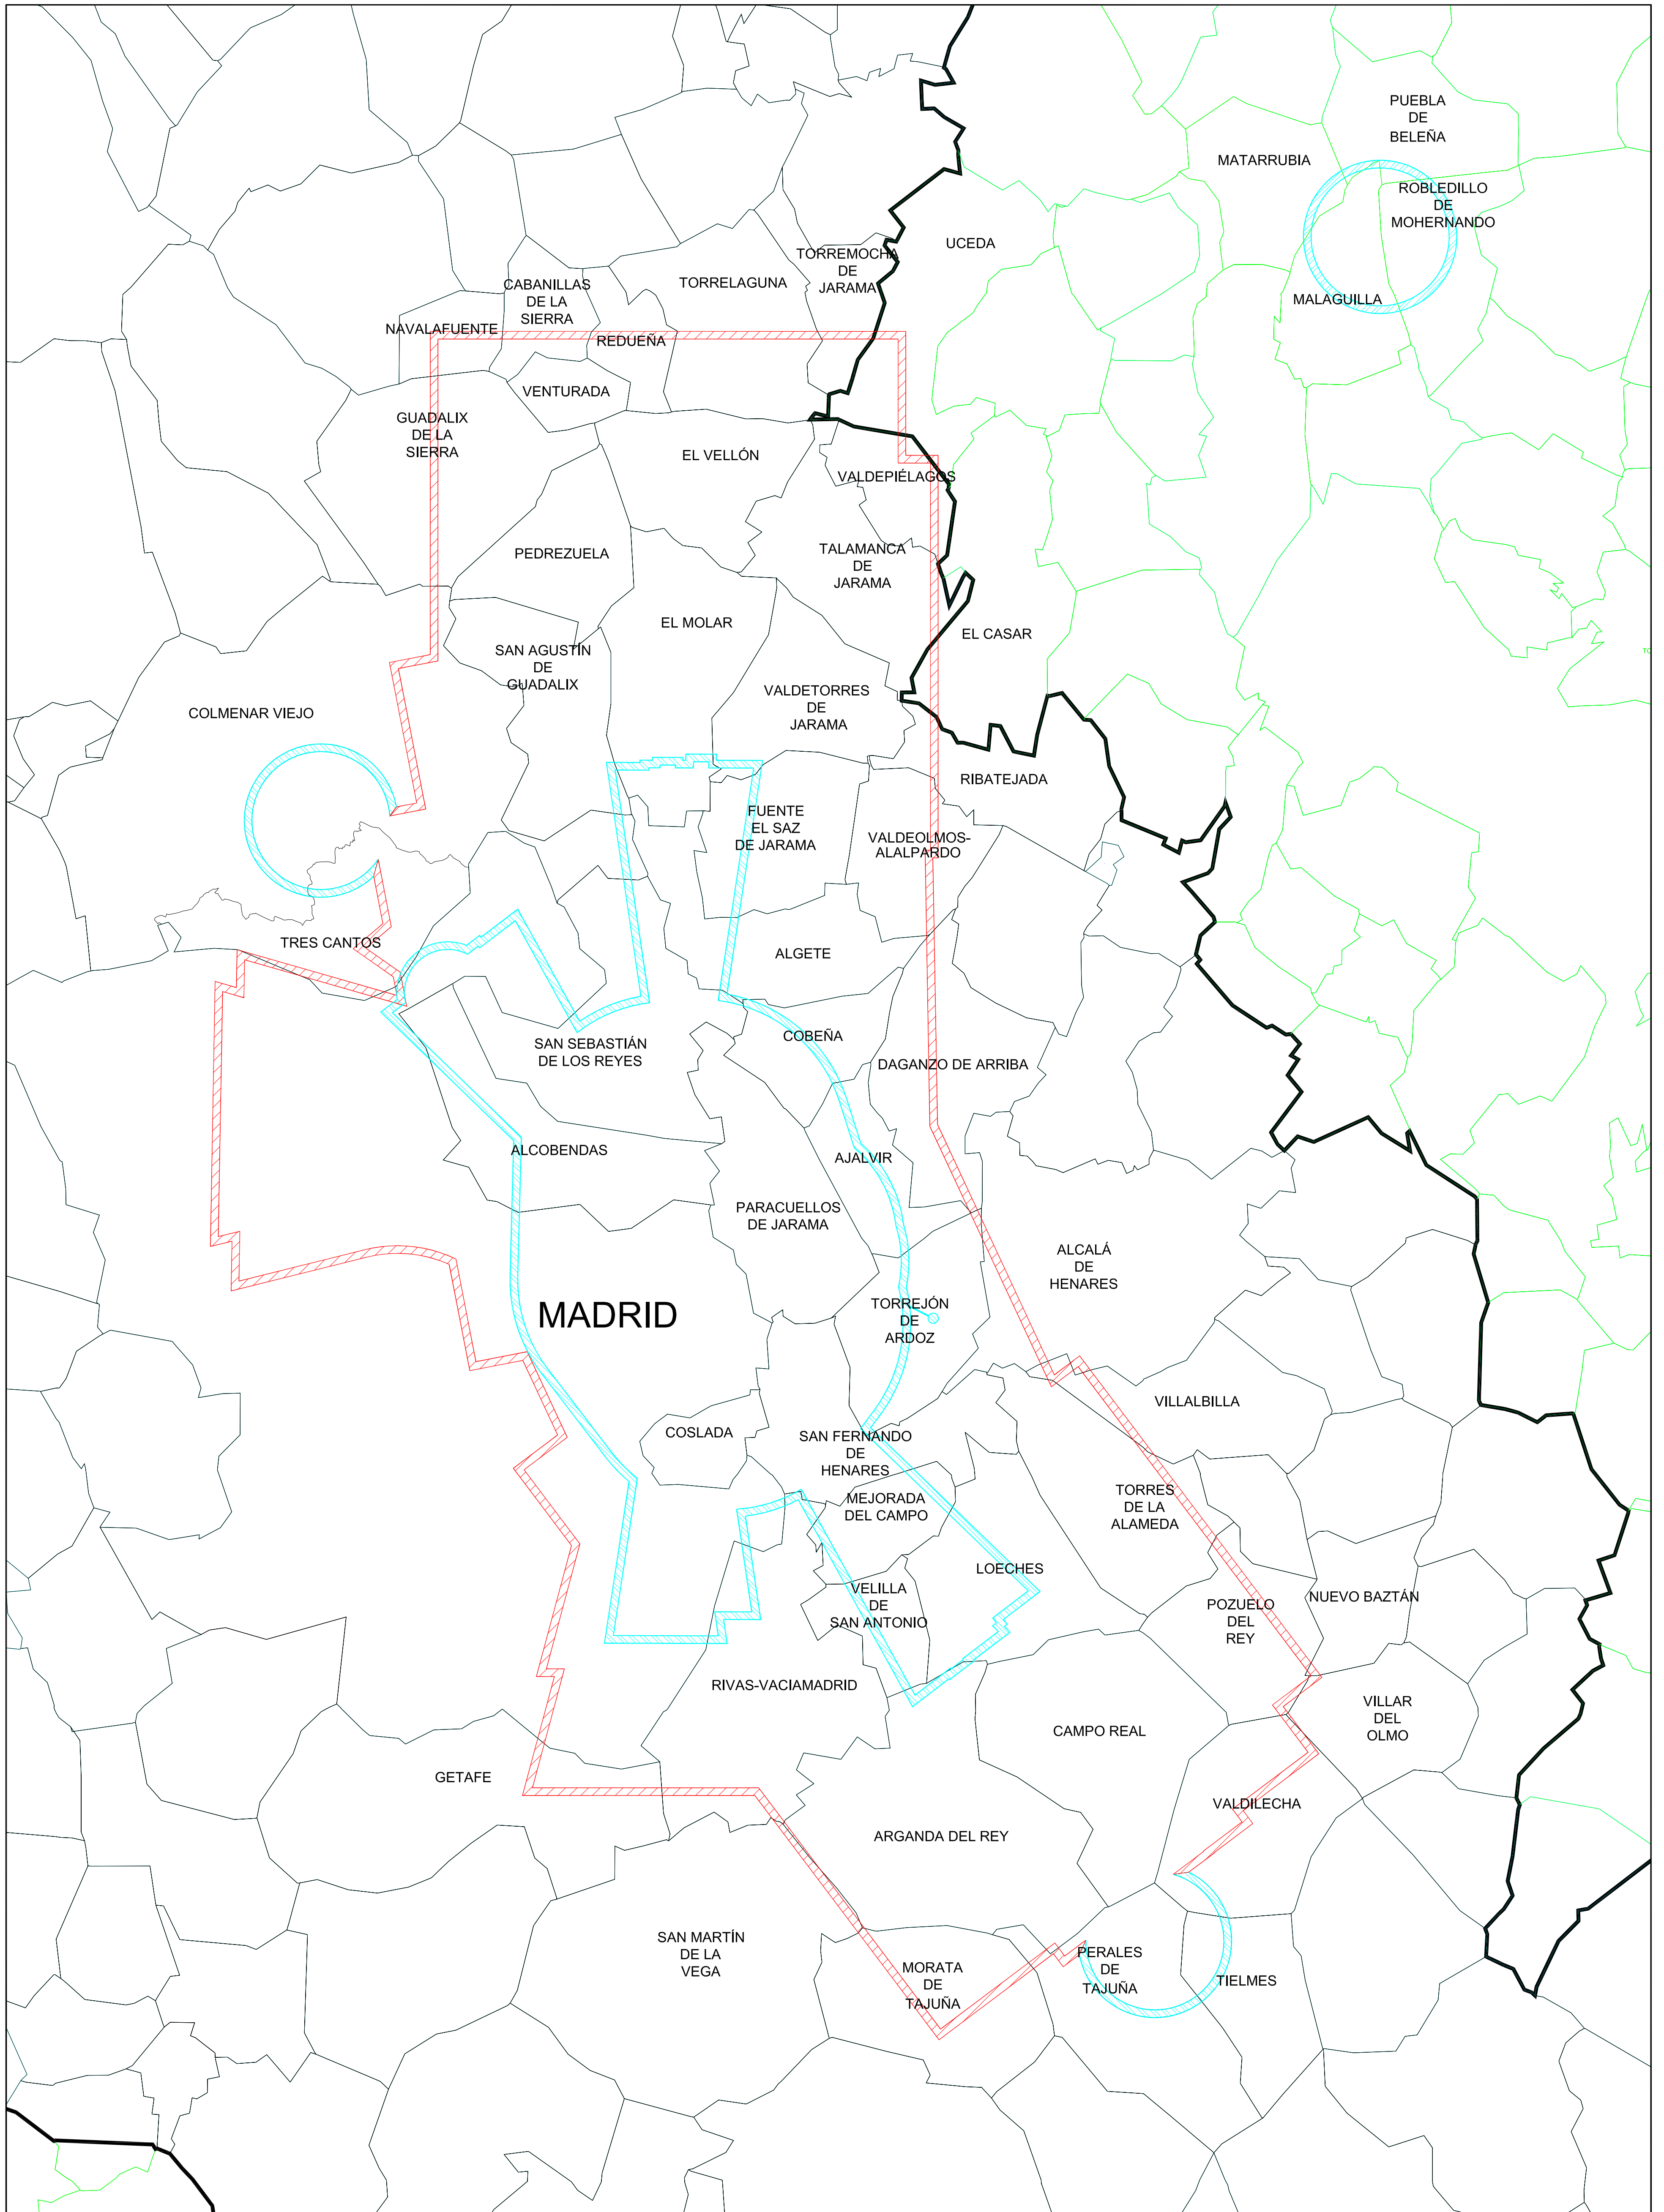 PUEBLA
DE
BELEÑA
MATARRUBIA
ROBLEDILLO
DE
MOHERNANDO
UCEDA
TORREMOCHA
DE
JARAMA
TORRELAGUNA
CABANILLAS
DE LA
SIERRA
MALAGUILLA
NAVALAFUENTE
REDUEÑA
VENTURADA
GUADALIX
DE LA
SIERRA
EL VELLÓN
VALDEPIÉLAGOS
PEDREZUELA
TALAMANCA
DE
JARAMA
EL MOLAR
EL CASAR
SAN AGUSTÍN
DE
GUADALIX
TO
VALDETORRES
DE
JARAMA
COLMENAR VIEJO
RIBATEJADA
FUENTE
EL SAZ
DE JARAMA
VALDEOLMOS-
ALALPARDO
TRES CANTOS
ALGETE
COBEÑA
SAN SEBASTIÁN
DE LOS REYES
DAGANZO DE ARRIBA
ALCOBENDAS
AJALVIR
PARACUELLOS
DE JARAMA
ALCALÁ
DE
HENARES
MADRID
TORREJÓN
DE
ARDOZ
VILLALBILLA
COSLADA
SAN FERNANDO
DE
HENARES
MEJORADA
DEL CAMPO
TORRES
DE LA
ALAMEDA
LOECHES
VELILLA
DE
SAN ANTONIO
NUEVO BAZTÁN
POZUELO
DEL
REY
RIVAS-VACIAMADRID
VILLAR
DEL
OLMO
CAMPO REAL
GETAFE
VALDILECHA
ARGANDA DEL REY
SAN MARTÍN
DE LA
VEGA
MORATA
DE
TAJUÑA
PERALES
DE
TAJUÑA
TIELMES